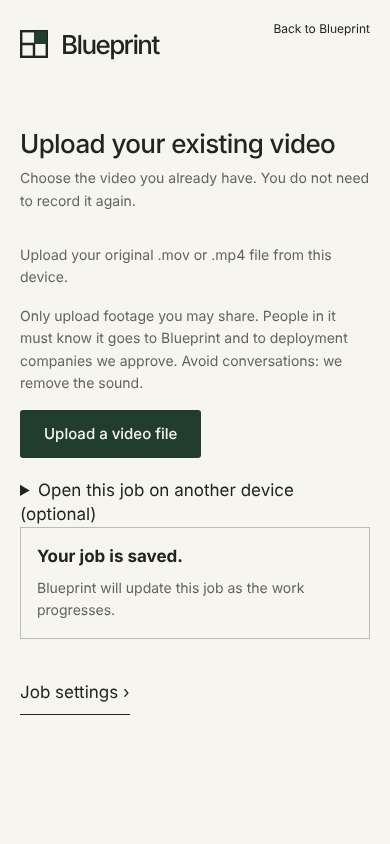 Blueprint
Back to Blueprint
Upload your existing video
Choose the video you already have. You do not need
to record it again.
Upload your original .mov or .mp4 file from this
device.
Only upload footage you may share. People in it
must know it goes to Blueprint and to deployment
companies we approve. Avoid conversations: we
remove the sound.
Upload a video file
Open this job on another device
(optional)
Your job is saved.
Blueprint will update this job as the work
progresses.
Job settings ›